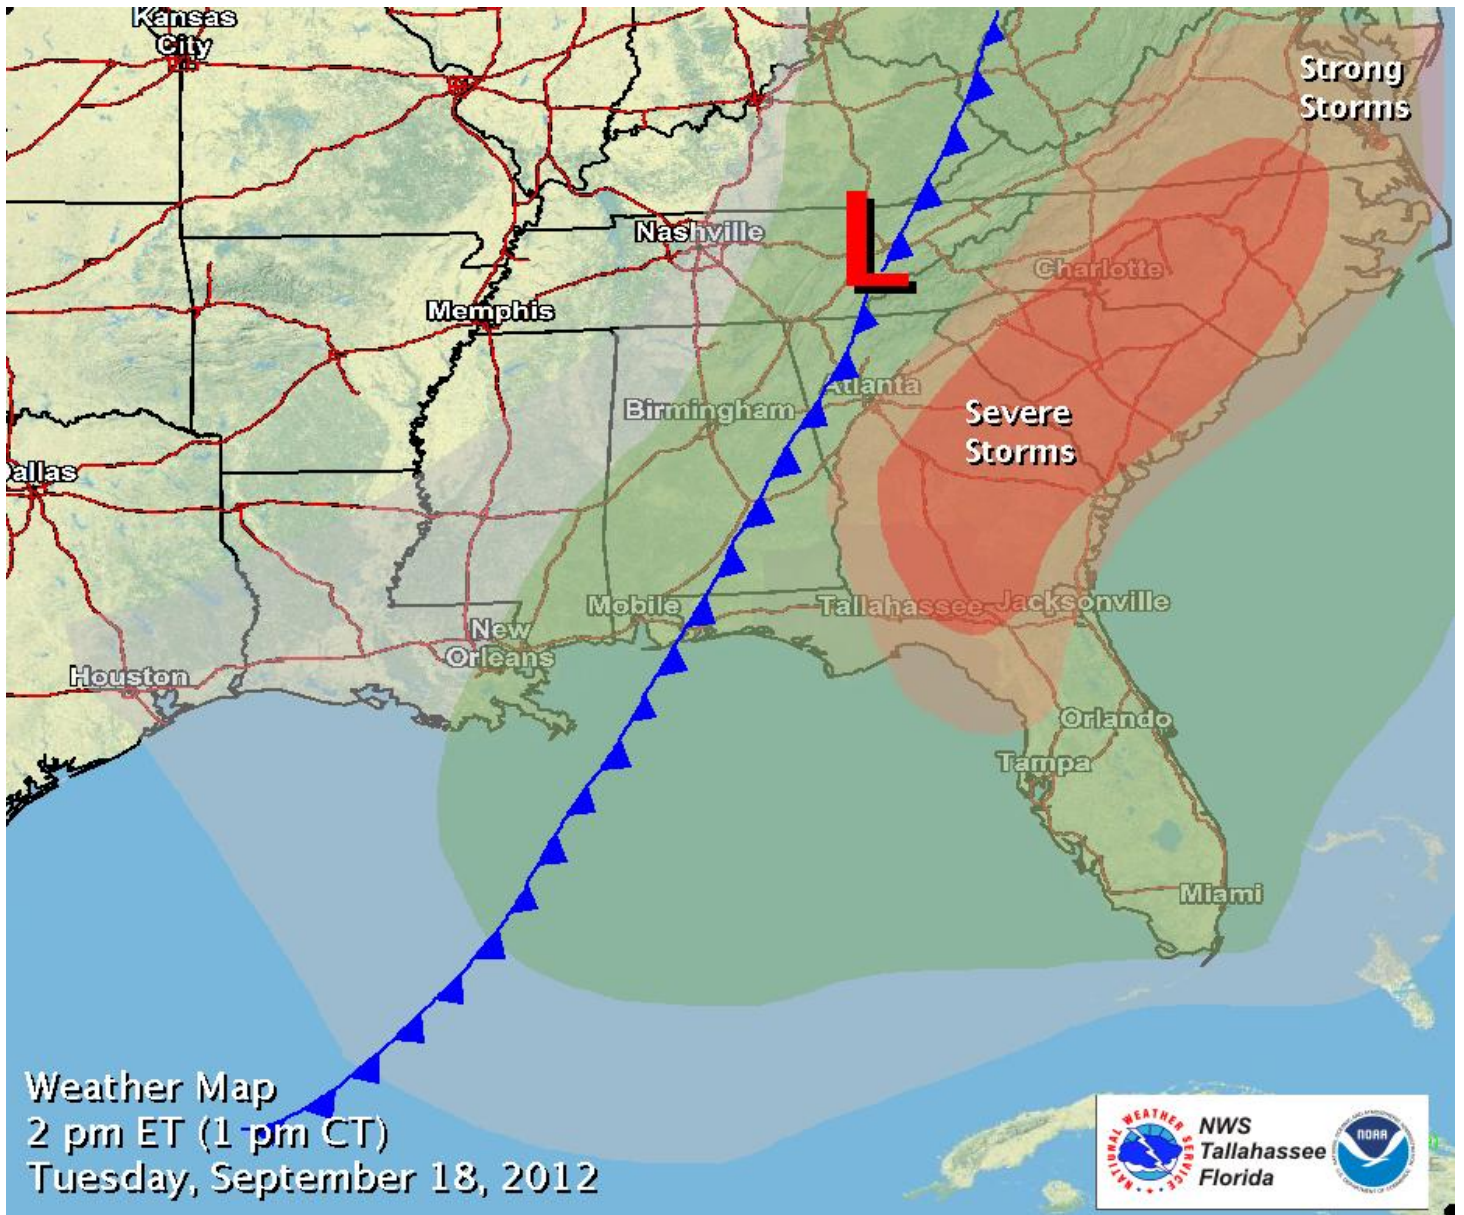 Kansas
City
Strong
Storms
Nashville
Charlotte
Memphis
Atlanta
Birmingham
Severe
Storms
Dallas
L
Mobile
Tallahassee
Jacksonville
New
Orleans
Houston
Orlando
Tampa
Miami
Weather Map
2 pm ET (1 pm CT)
Tuesday, September 18, 2012
NATIONAL WEATHER SERVICE
NWS
Tallahassee
Florida
NOAA